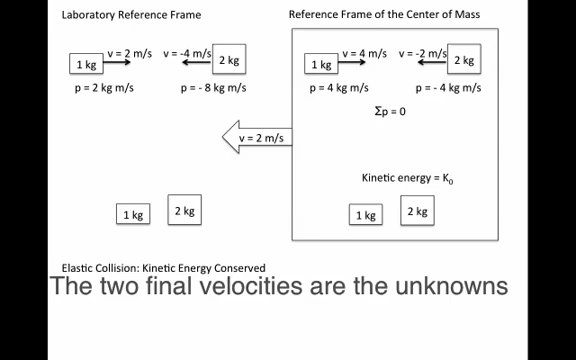 Laboratory Reference Frame
Reference Frame of the Center of Mass
v = 2 m/s v = -4 m/s
1 kg
2 kg
p = 2 kg m/s
p = - 8 kg m/s
v = 4 m/s v = -2 m/s
1 kg
2 kg
p = 4 kg m/s
p = - 4 kg m/s
Σp = 0
v = 2 m/s
Kinetic energy = K₀
1 kg
2 kg
1 kg
2 kg
Elastic Collision: Kinetic Energy Conserved
The two final velocities are the unknowns